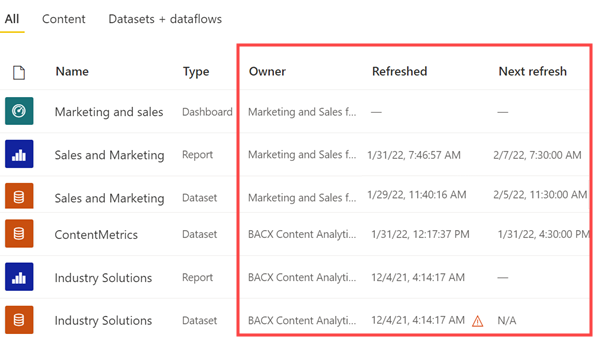 All Content Datasets + dataflows
Name Type Owner Refreshed Next refresh
Marketing and sales Dashboard Marketing and Sales f... — —
Sales and Marketing Report Marketing and Sales f... 1/31/22, 7:46:57 AM 2/7/22, 7:30:00 AM
Sales and Marketing Dataset Marketing and Sales f... 1/29/22, 11:40:16 AM 2/5/22, 11:30:00 AM
ContentMetrics Dataset BACX Content Analyti... 1/31/22, 12:17:37 PM 1/31/22, 4:30:00 PM
Industry Solutions Report BACX Content Analyti... 12/4/21, 4:14:17 AM —
Industry Solutions Dataset BACX Content Analyti... 12/4/21, 4:14:17 AM N/A